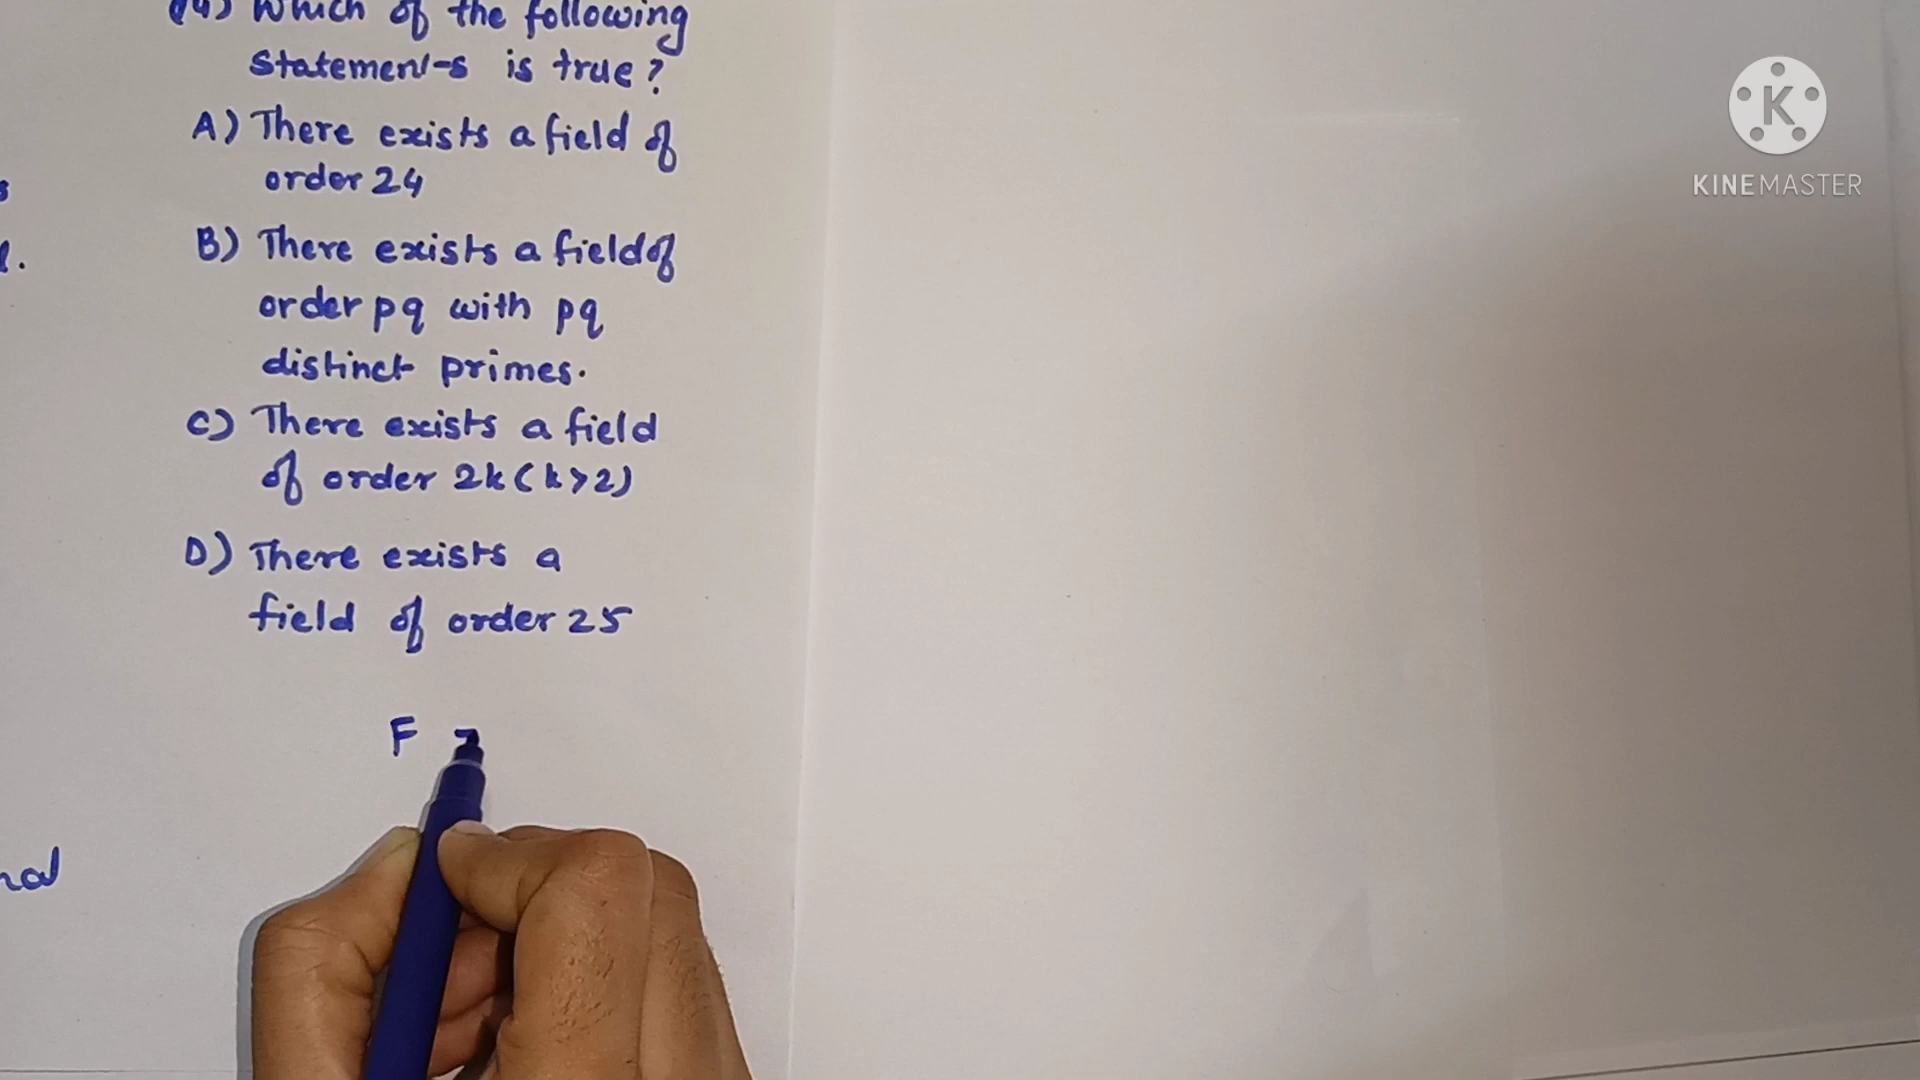 Q4) Which of the following
statements is true?
A) There exists a field of
order 24
B) There exists a field of
order pq with pq
distinct primes.
C) There exists a field
of order 2k (k>2)
D) There exists a
field of order 25
F
K
KINEMASTER